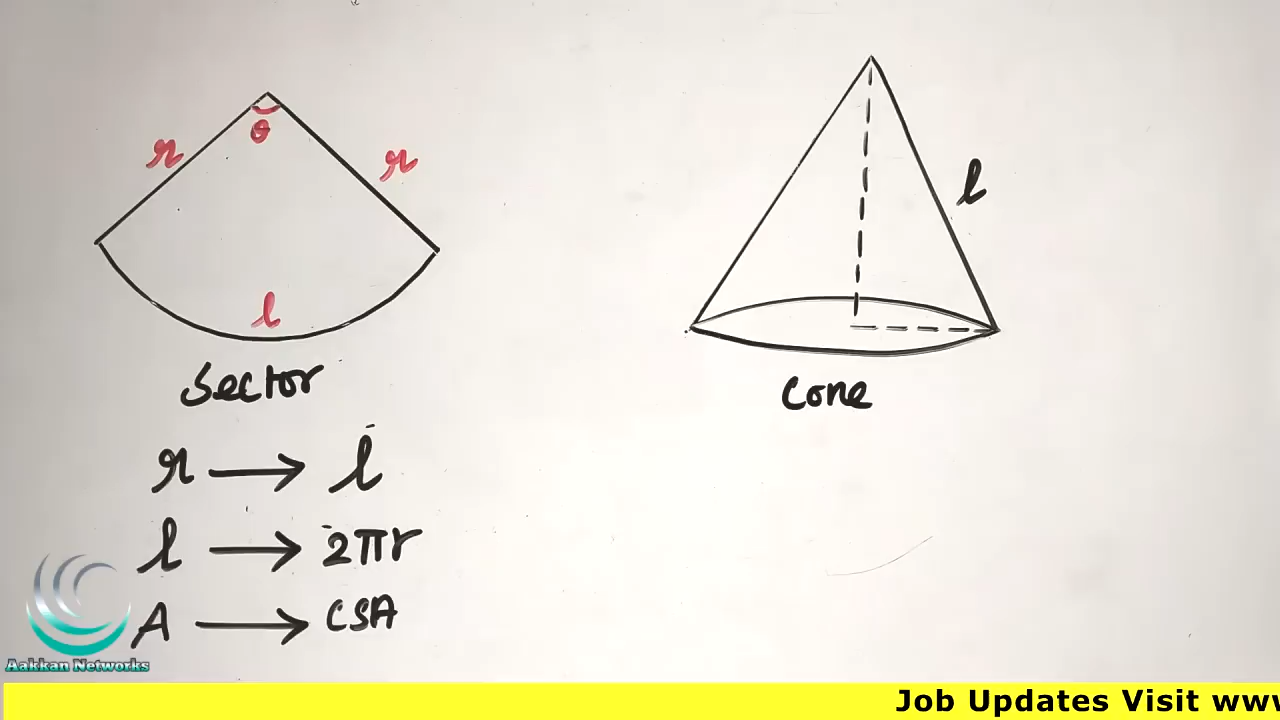 θ
r r
l
l
Sector
Cone
r → l
l → 2πr
A → CSA
Aakkan Networks
Job Updates Visit www